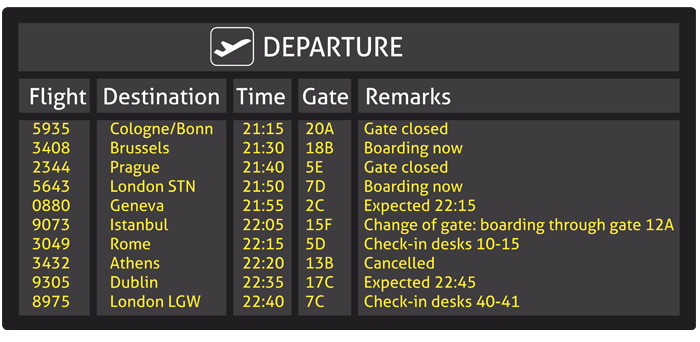 DEPARTURE
Flight Destination Time Gate Remarks
5935 Cologne/Bonn 21:15 20A Gate closed
3408 Brussels 21:30 18B Boarding now
2344 Prague 21:40 5E Gate closed
5643 London STN 21:50 7D Boarding now
0880 Geneva 21:55 2C Expected 22:15
9073 Istanbul 22:05 15F Change of gate: boarding through gate 12A
3049 Rome 22:15 5D Check-in desks 10-15
3432 Athens 22:20 13B Cancelled
9305 Dublin 22:35 17C Expected 22:45
8975 London LGW 22:40 7C Check-in desks 40-41